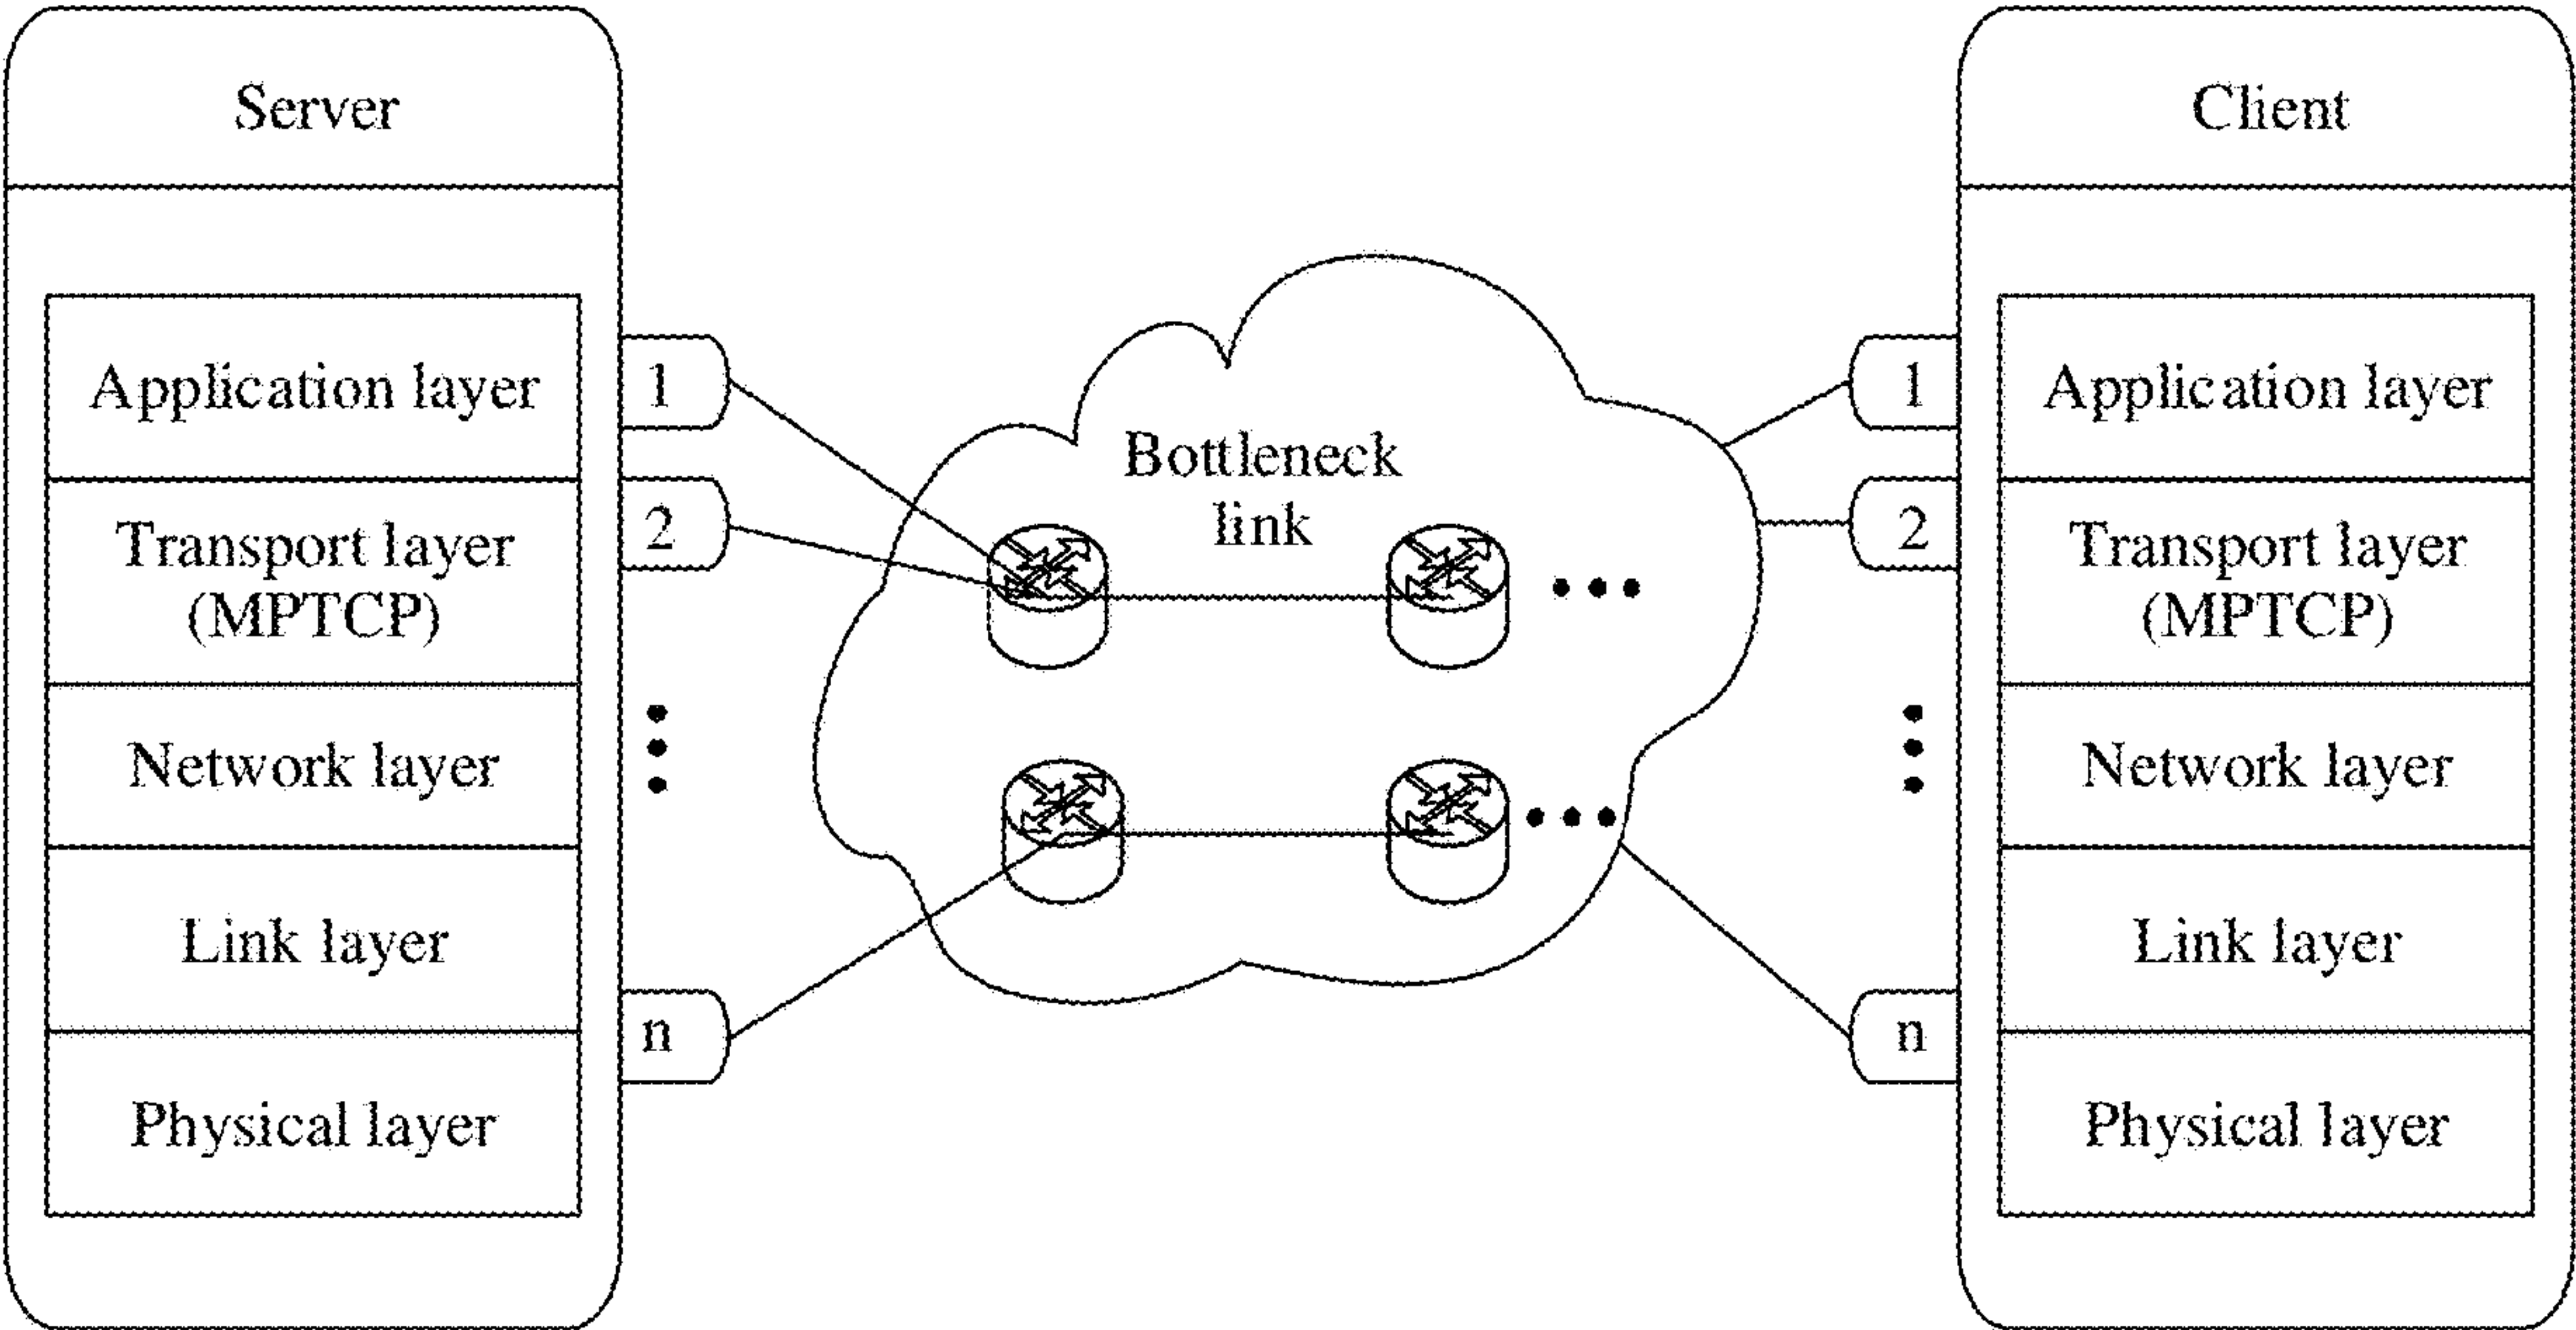 Server
Application layer
Transport layer
(MPTCP)
Network layer
Link layer
Physical layer
1
2
n
Bottleneck
link
1
2
n
Client
Application layer
Transport layer
(MPTCP)
Network layer
Link layer
Physical layer